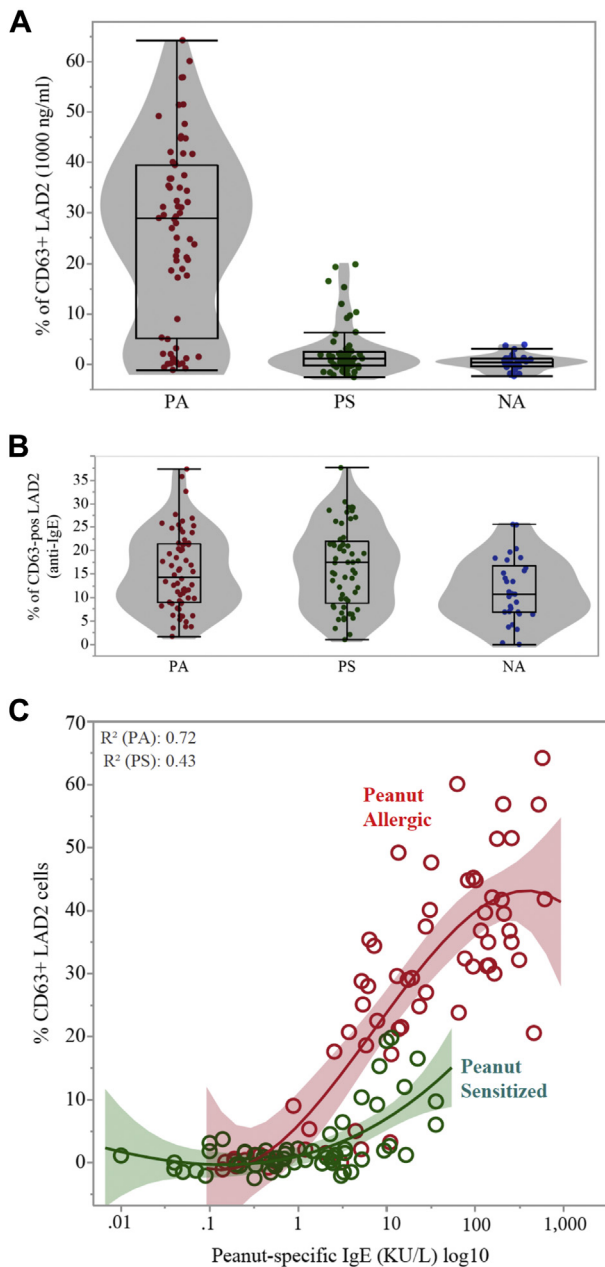 A
% of CD63+ LAD2 (1000 ng/ml)
60
50
40
30
20
10
0
PA PS NA
B
% of CD63-pos LAD2
(anti-IgE)
35
30
25
20
15
10
5
0
PA PS NA
C
R² (PA): 0.72
R² (PS): 0.43
Peanut
Allergic
Peanut
Sensitized
% CD63+ LAD2 cells
70
60
50
40
30
20
10
0
.01 .1 1 10 100 1,000
Peanut-specific IgE (KU/L) log10